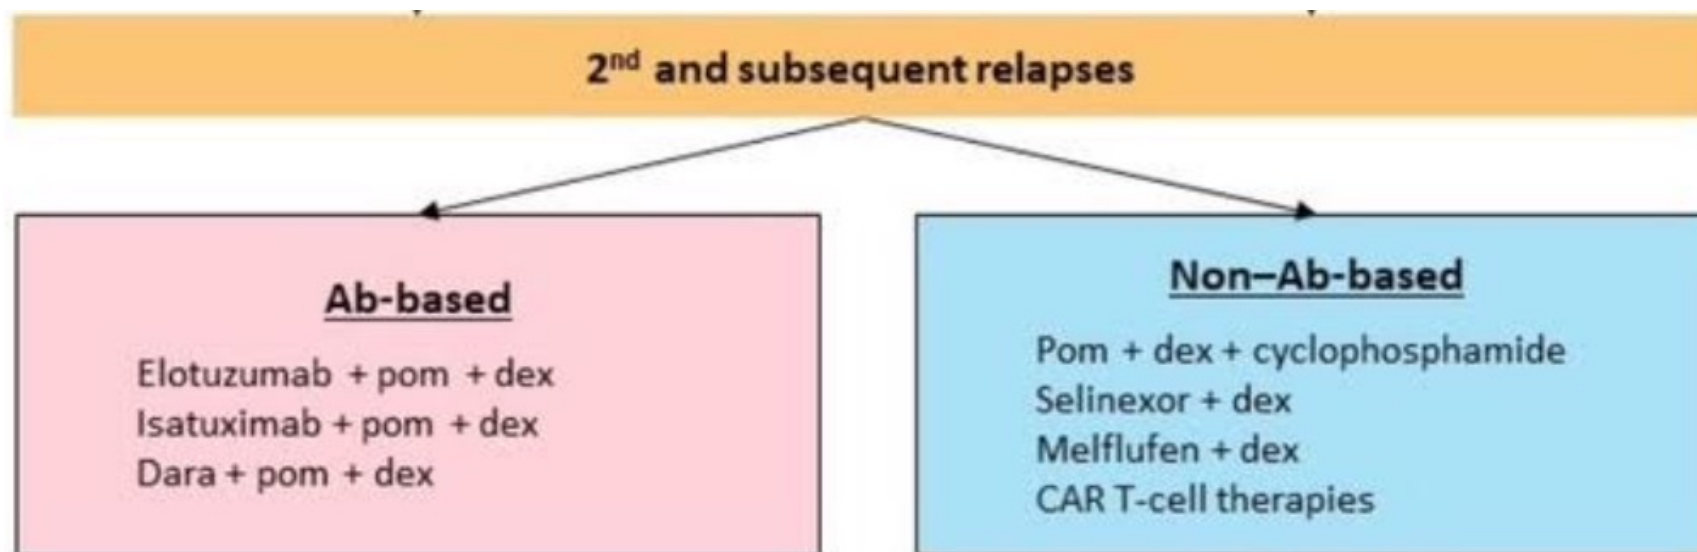 2nd and subsequent relapses
Ab-based
Elotuzumab + pom + dex
Isatuximab + pom + dex
Dara + pom + dex
Non–Ab-based
Pom + dex + cyclophosphamide
Selinexor + dex
Melflufen + dex
CAR T-cell therapies